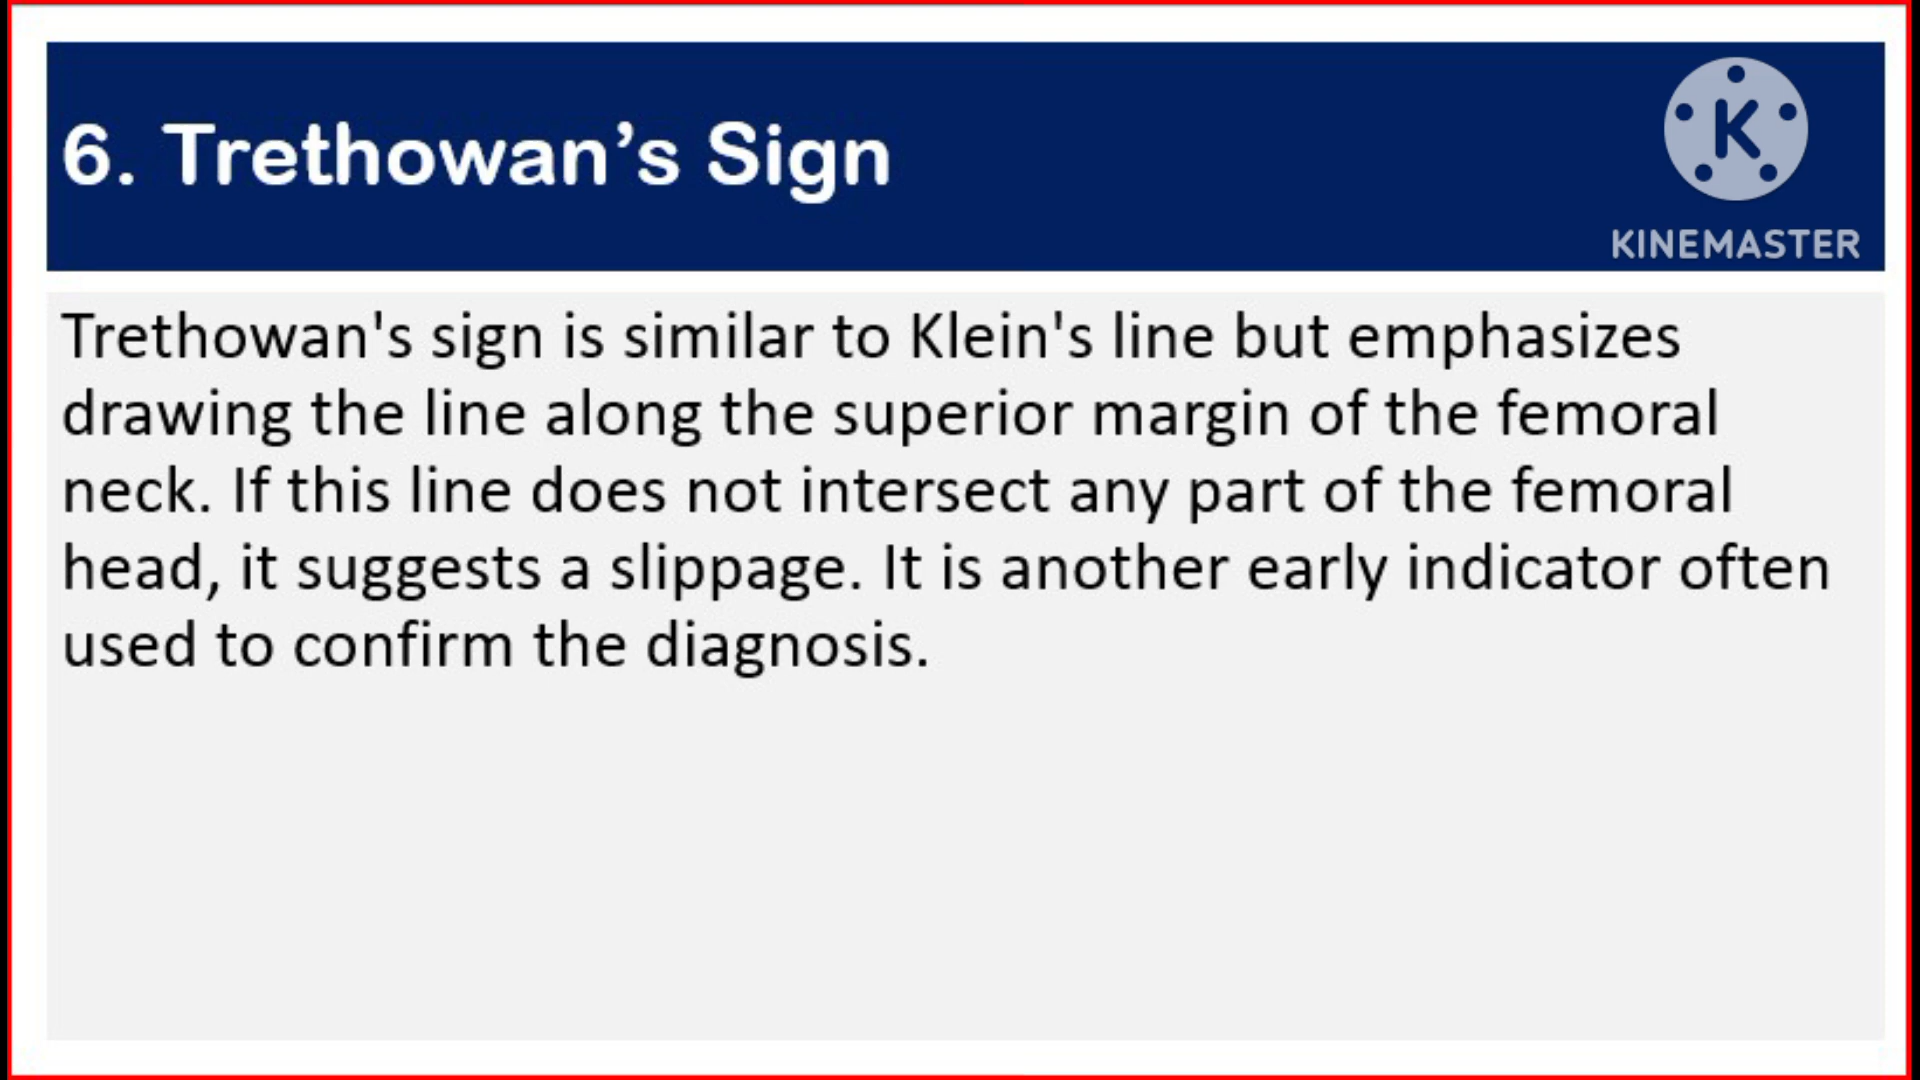 6. Trethowan’s Sign
K
KINEMASTER
Trethowan's sign is similar to Klein's line but emphasizes
drawing the line along the superior margin of the femoral
neck. If this line does not intersect any part of the femoral
head, it suggests a slippage. It is another early indicator often
used to confirm the diagnosis.